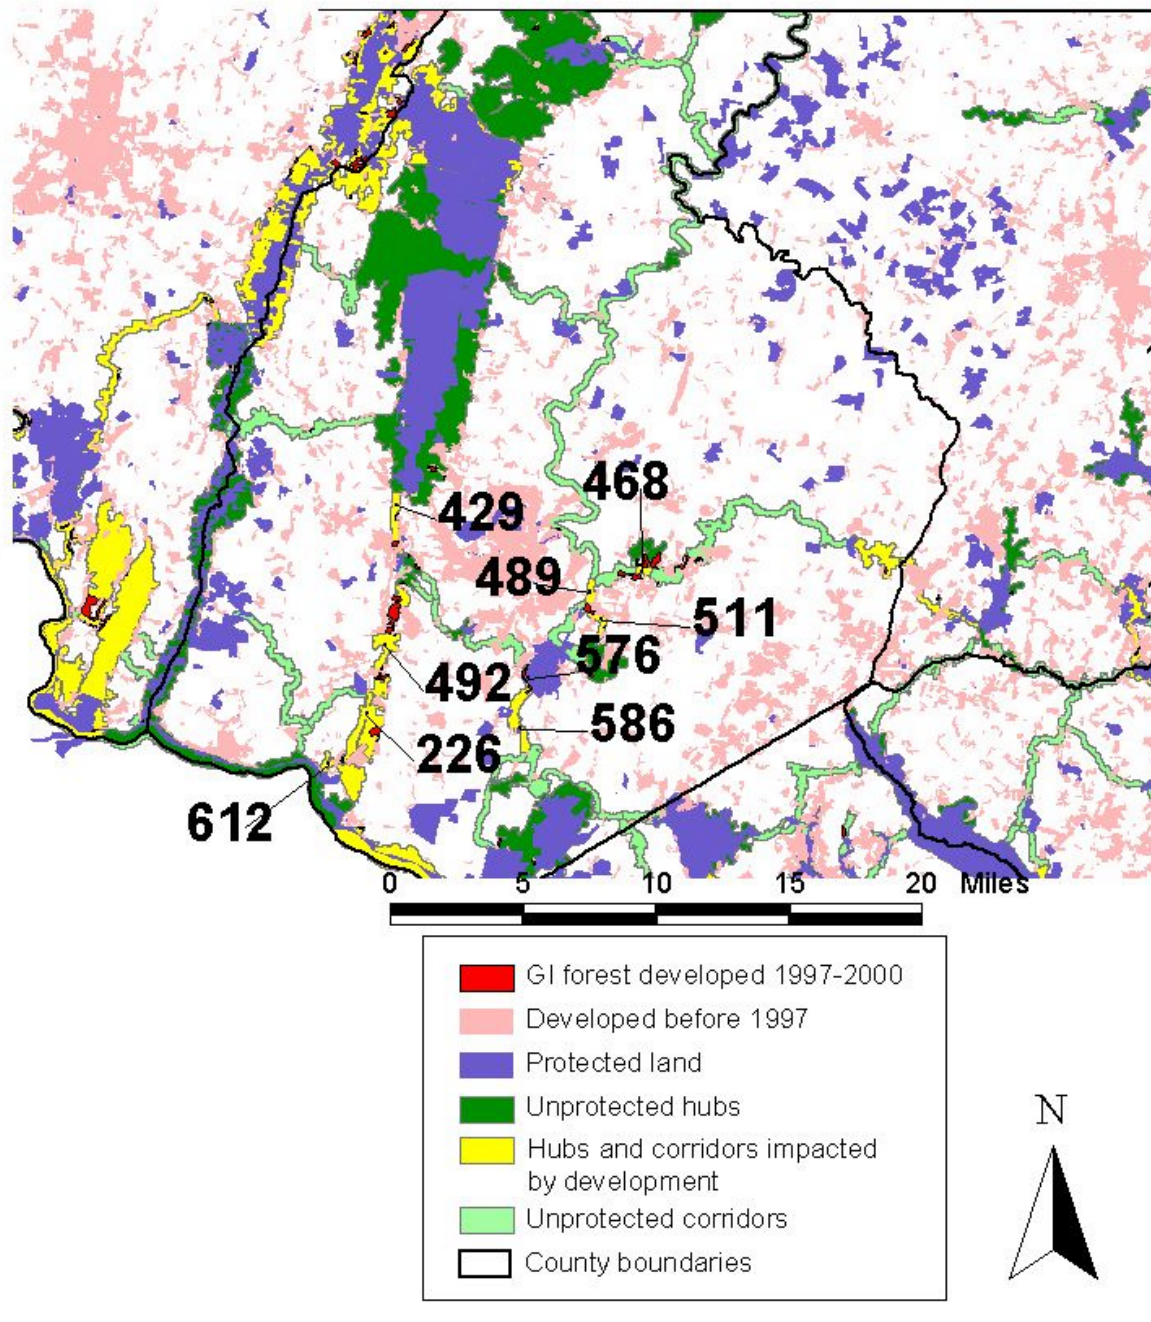 468
429
489
511
576
492
586
226
612
0 5 10 15 20 Miles
GI forest developed 1997-2000
Developed before 1997
Protected land
Unprotected hubs
Hubs and corridors impacted
by development
Unprotected corridors
County boundaries
N